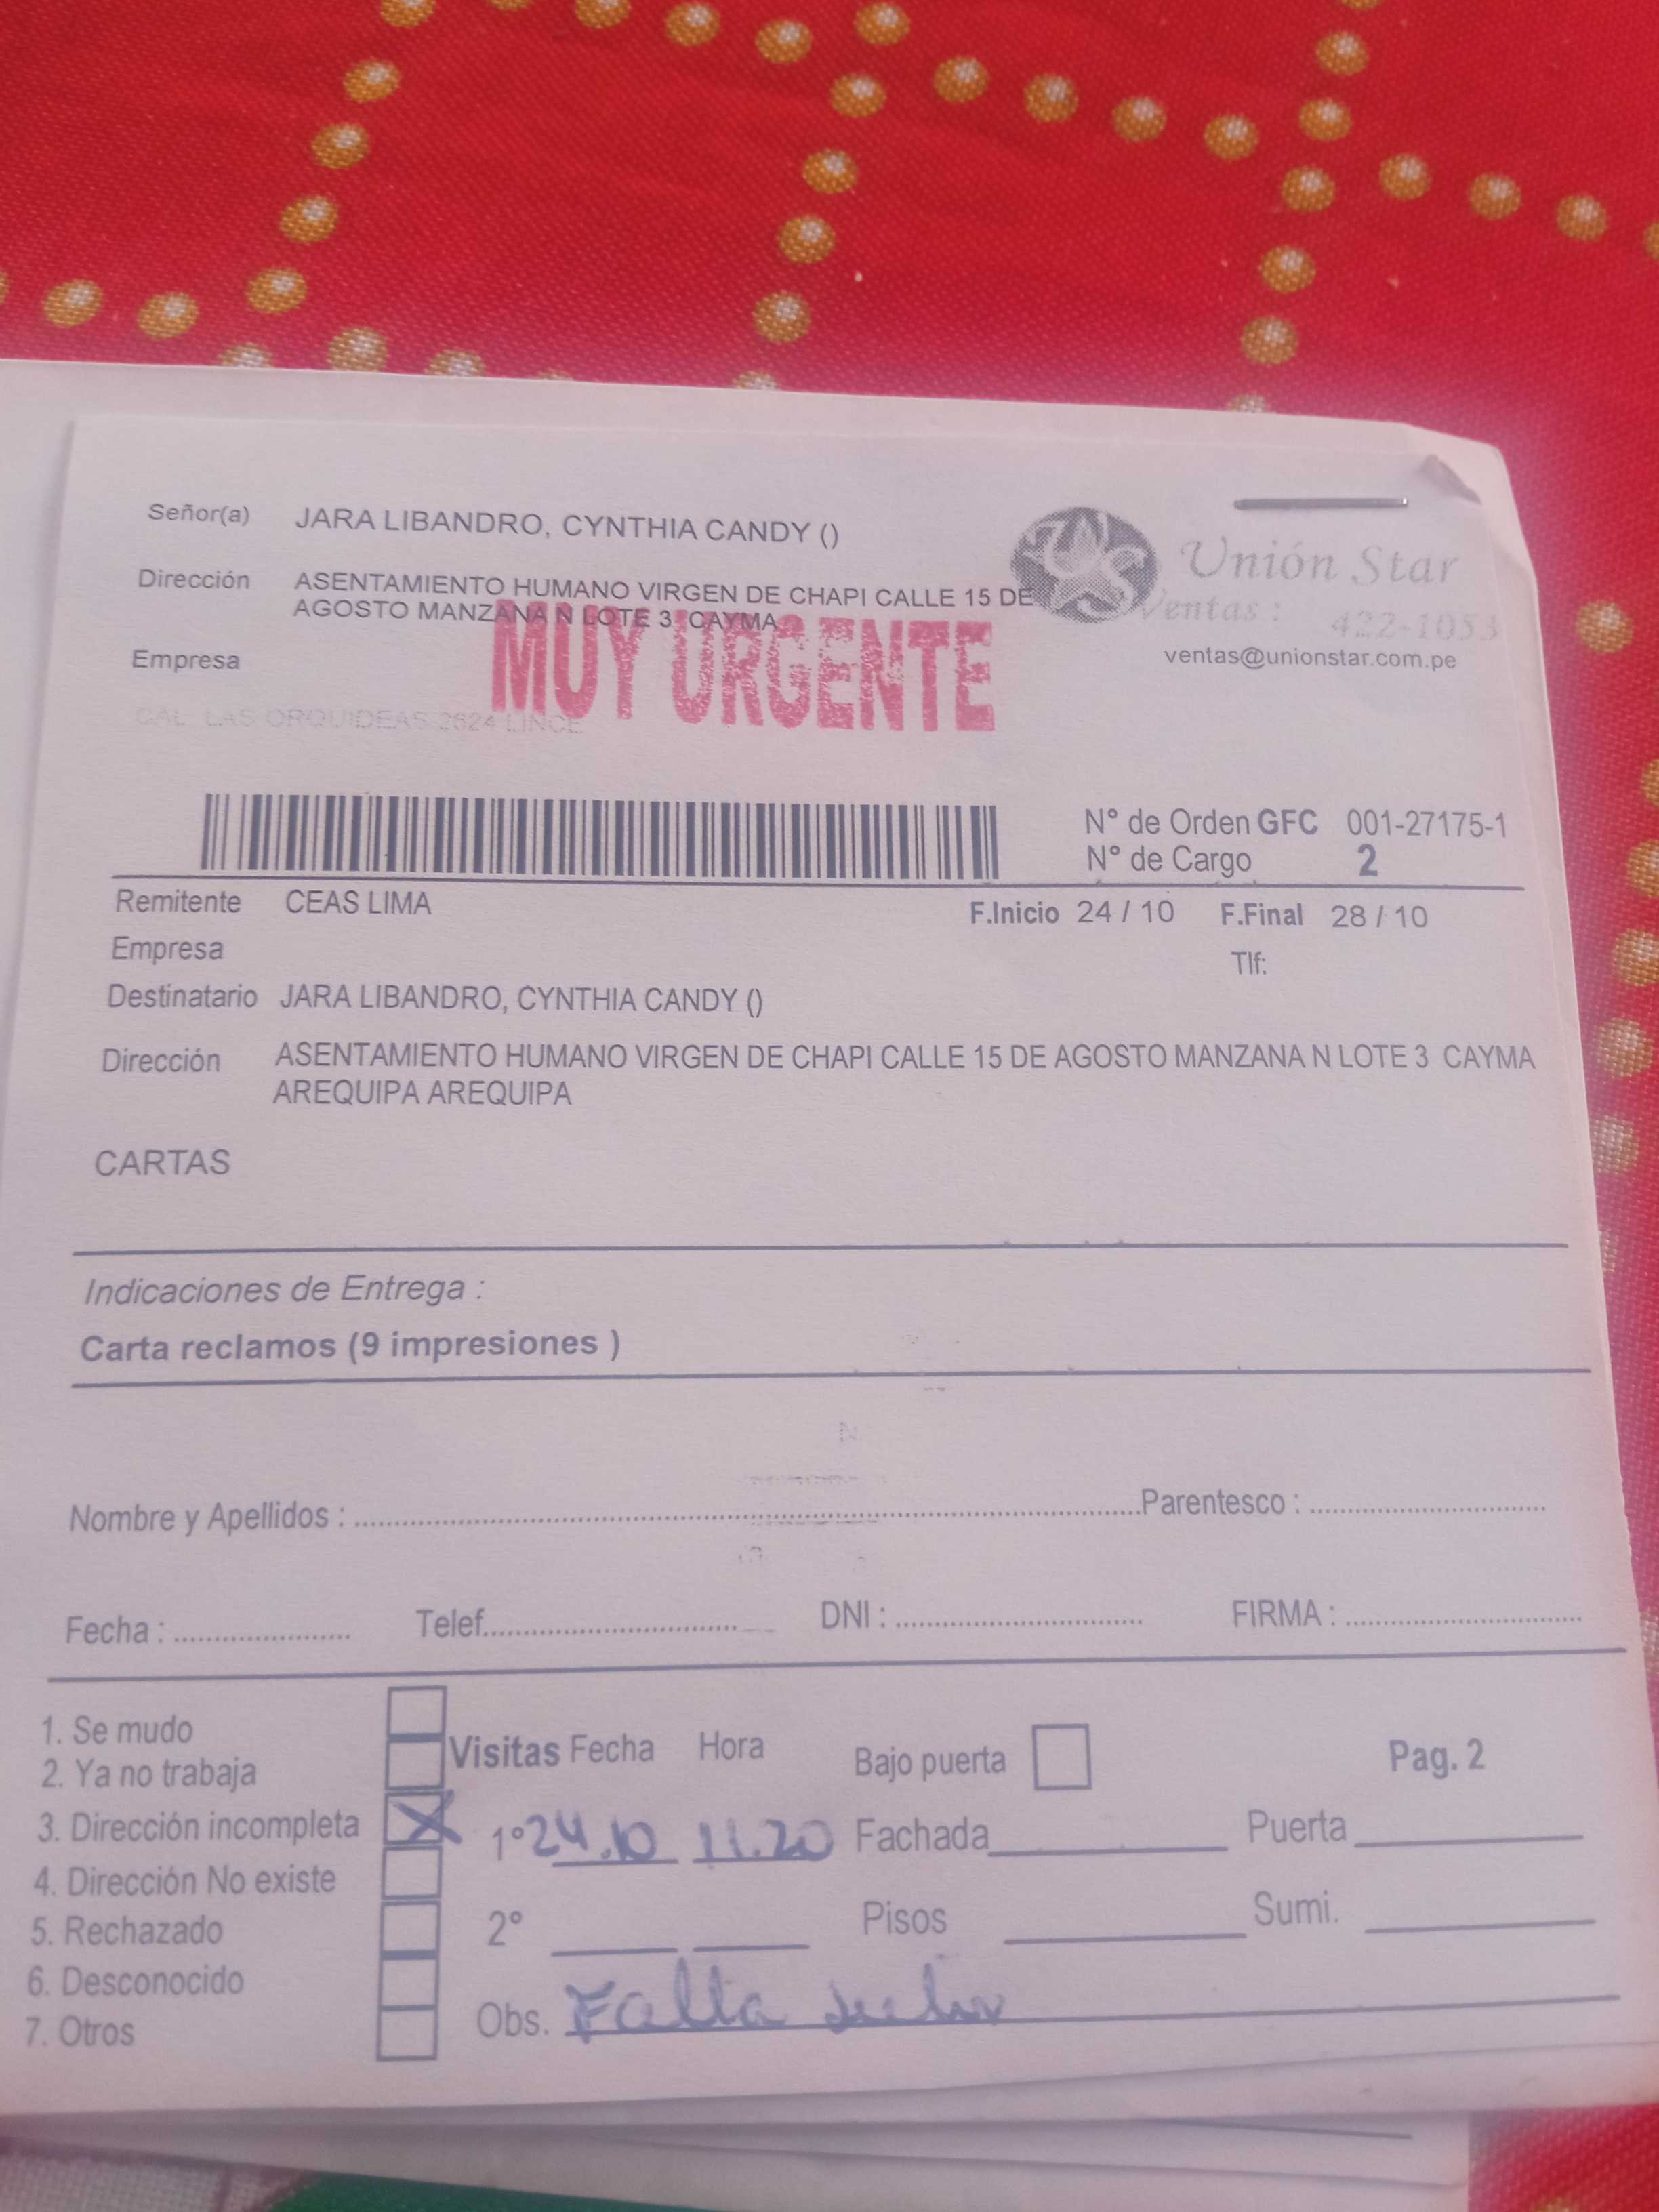 Señor(a) JARA LIBANDRO, CYNTHIA CANDY ()
Unión Star
Dirección ASENTAMIENTO HUMANO VIRGEN DE CHAPI CALLE 15 DE
AGOSTO MANZANA N LOTE 3 CAYMA
Ventas : 422-1053
ventas@unionstar.com.pe
Empresa
MUY URGENTE
CAL. LAS ORQUIDEAS 2624 LINCE
N° de Orden GFC 001-27175-1
N° de Cargo 2
Remitente CEAS LIMA
F.Inicio 24 / 10 F.Final 28 / 10
Empresa
Tlf:
Destinatario JARA LIBANDRO, CYNTHIA CANDY ()
Dirección ASENTAMIENTO HUMANO VIRGEN DE CHAPI CALLE 15 DE AGOSTO MANZANA N LOTE 3 CAYMA
AREQUIPA AREQUIPA
CARTAS
Indicaciones de Entrega :
Carta reclamos (9 impresiones )
Nombre y Apellidos : Parentesco :
Fecha : Telef. DNI : FIRMA :
1. Se mudo
2. Ya no trabaja
3. Dirección incompleta X
4. Dirección No existe
5. Rechazado
6. Desconocido
7. Otros
Visitas Fecha Hora Bajo puerta Pag. 2
1° 24.10 11.20 Fachada Puerta
2° Pisos Sumi.
Obs. Falta